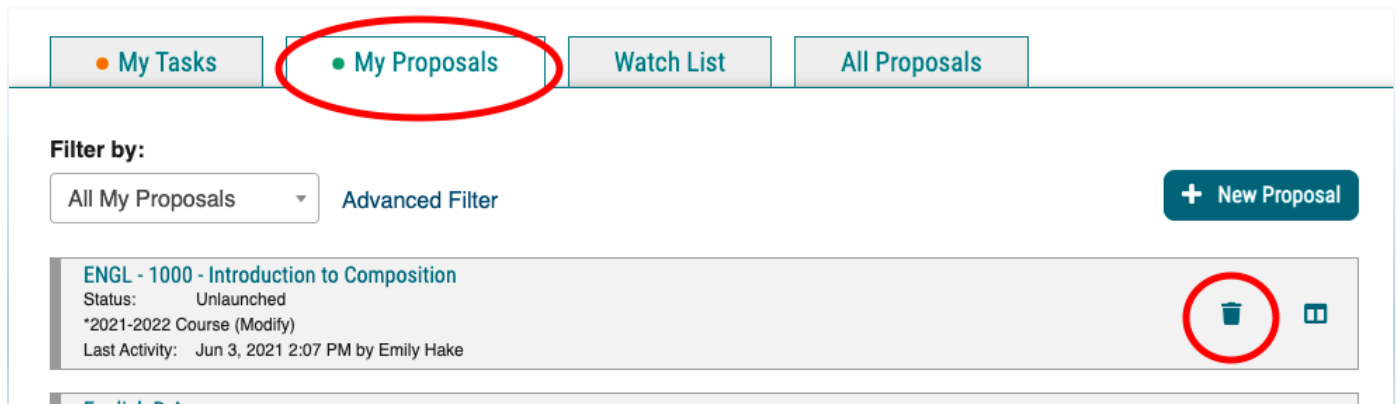 My Tasks My Proposals Watch List All Proposals
Filter by:
All My Proposals Advanced Filter
New Proposal
ENGL - 1000 - Introduction to Composition
Status: Unlaunched
*2021-2022 Course (Modify)
Last Activity: Jun 3, 2021 2:07 PM by Emily Hake